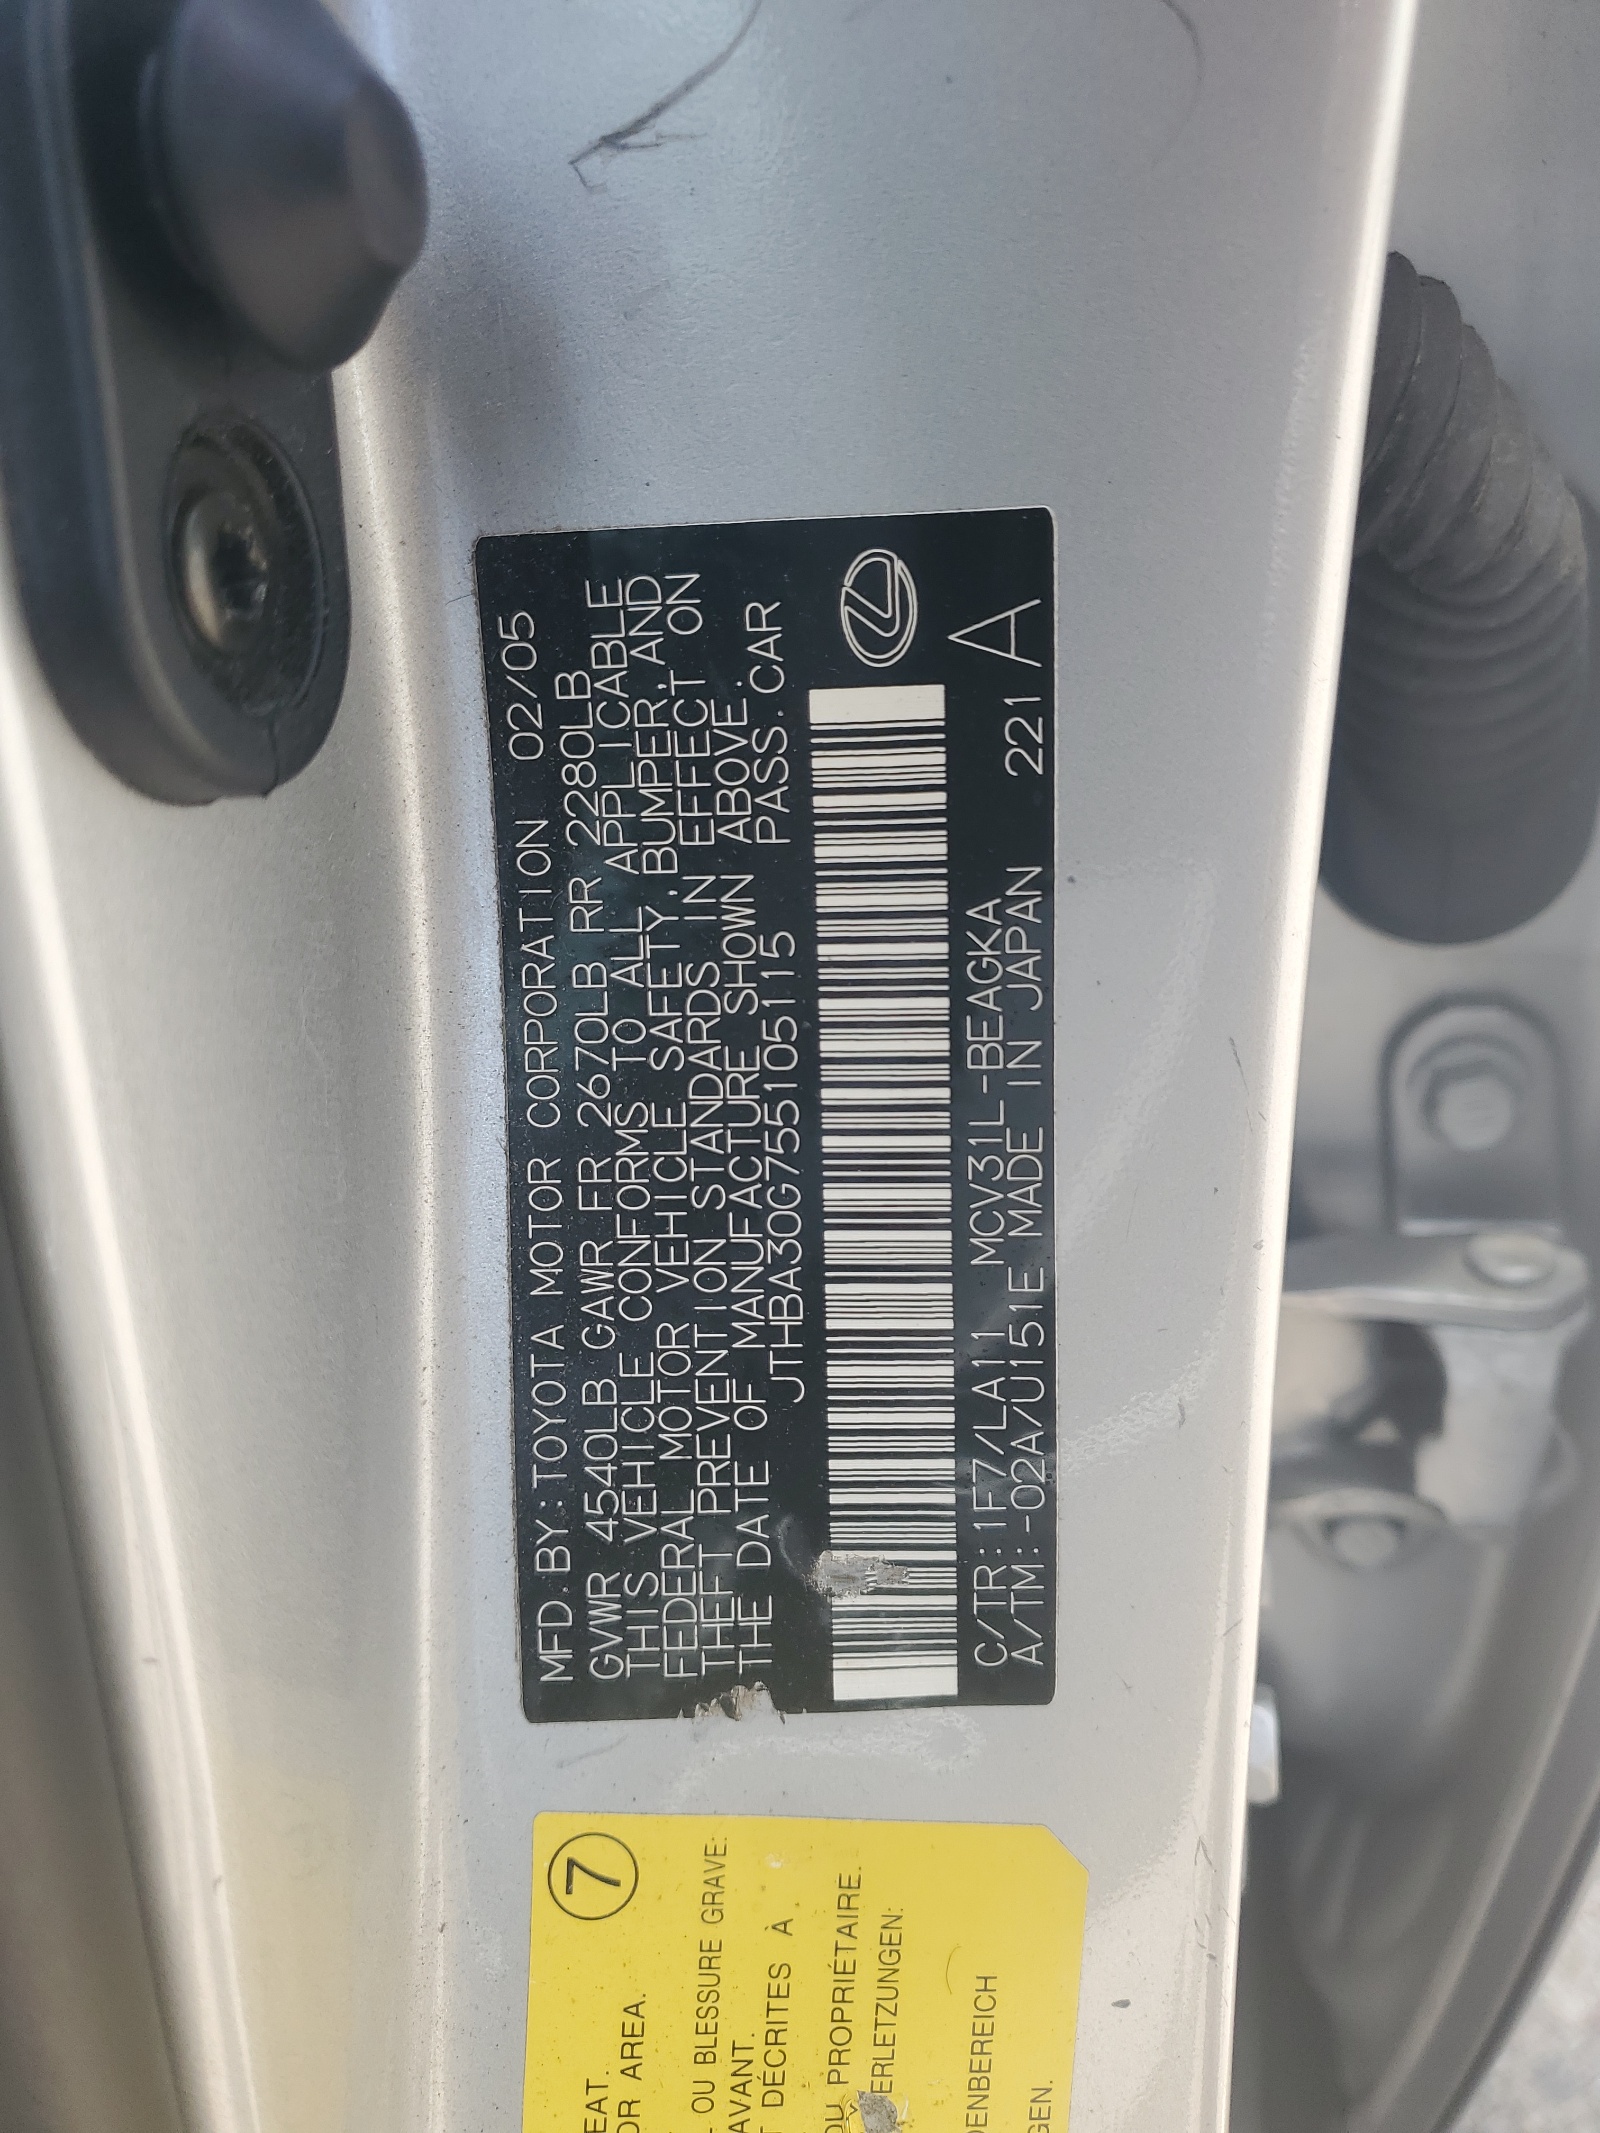 MFD. BY: TOYOTA MOTOR CORPORATION 02/05
GVWR 4540LB GAWR FR 2670LB RR 2280LB
THIS VEHICLE CONFORMS TO ALL APPLICABLE
FEDERAL MOTOR VEHICLE SAFETY, BUMPER, AND
THEFT PREVENTION STANDARDS IN EFFECT ON
THE DATE OF MANUFACTURE SHOWN ABOVE.
JTHBA30G755105115 PASS. CAR
C/TR: 1F7/LA11 MCV31L-BEAGKA
A/TM: -02A/U151E MADE IN JAPAN 221 A
7
EAT.
OR AREA.
OU BLESSURE GRAVE:
AVANT.
T DÉCRITES À
OU PROPRIÉTAIRE.
ERLETZUNGEN:
DENBEREICH
GEN.